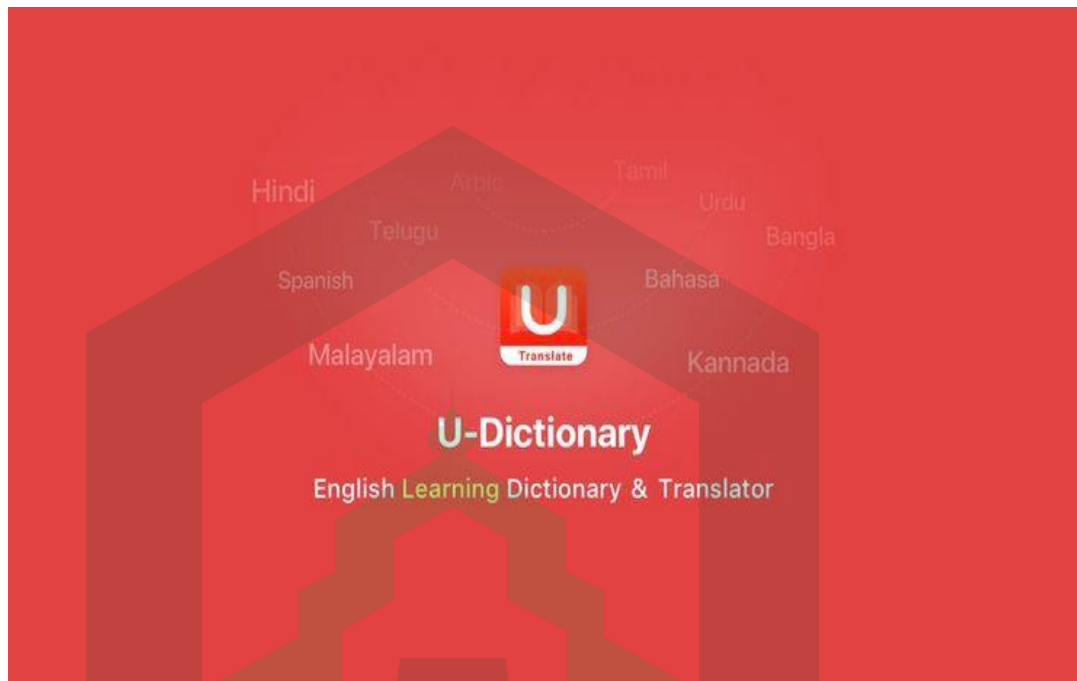 Hindi
Arbic
Tamil
Urdu
Telugu
Bangla
Spanish
Bahasa
U
Translate
Malayalam
Kannada
U-Dictionary
English Learning Dictionary & Translator